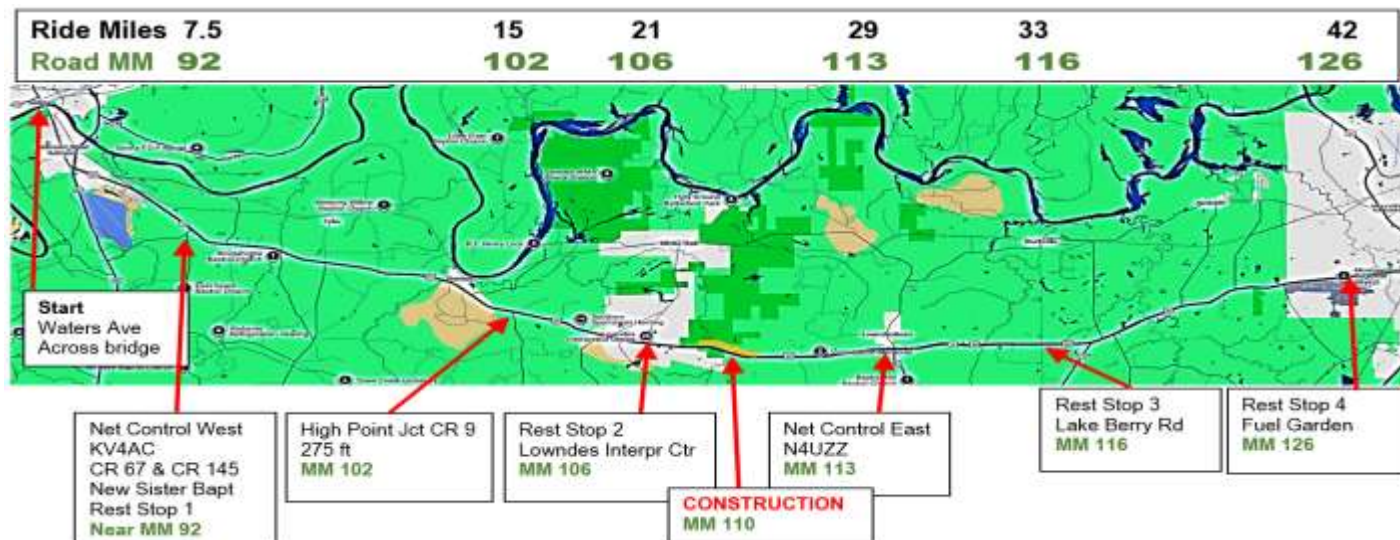 Ride Miles 7.5 15 21 29 33 42
Road MM 92 102 106 113 116 126
Start
Waters Ave
Across bridge
Net Control West
KV4AC
CR 67 & CR 145
New Sister Bapt
Rest Stop 1
Near MM 92
High Point Jct CR 9
275 ft
MM 102
Rest Stop 2
Lowndes Interpr Ctr
MM 106
CONSTRUCTION
MM 110
Net Control East
N4UZZ
MM 113
Rest Stop 3
Lake Berry Rd
MM 116
Rest Stop 4
Fuel Garden
MM 126